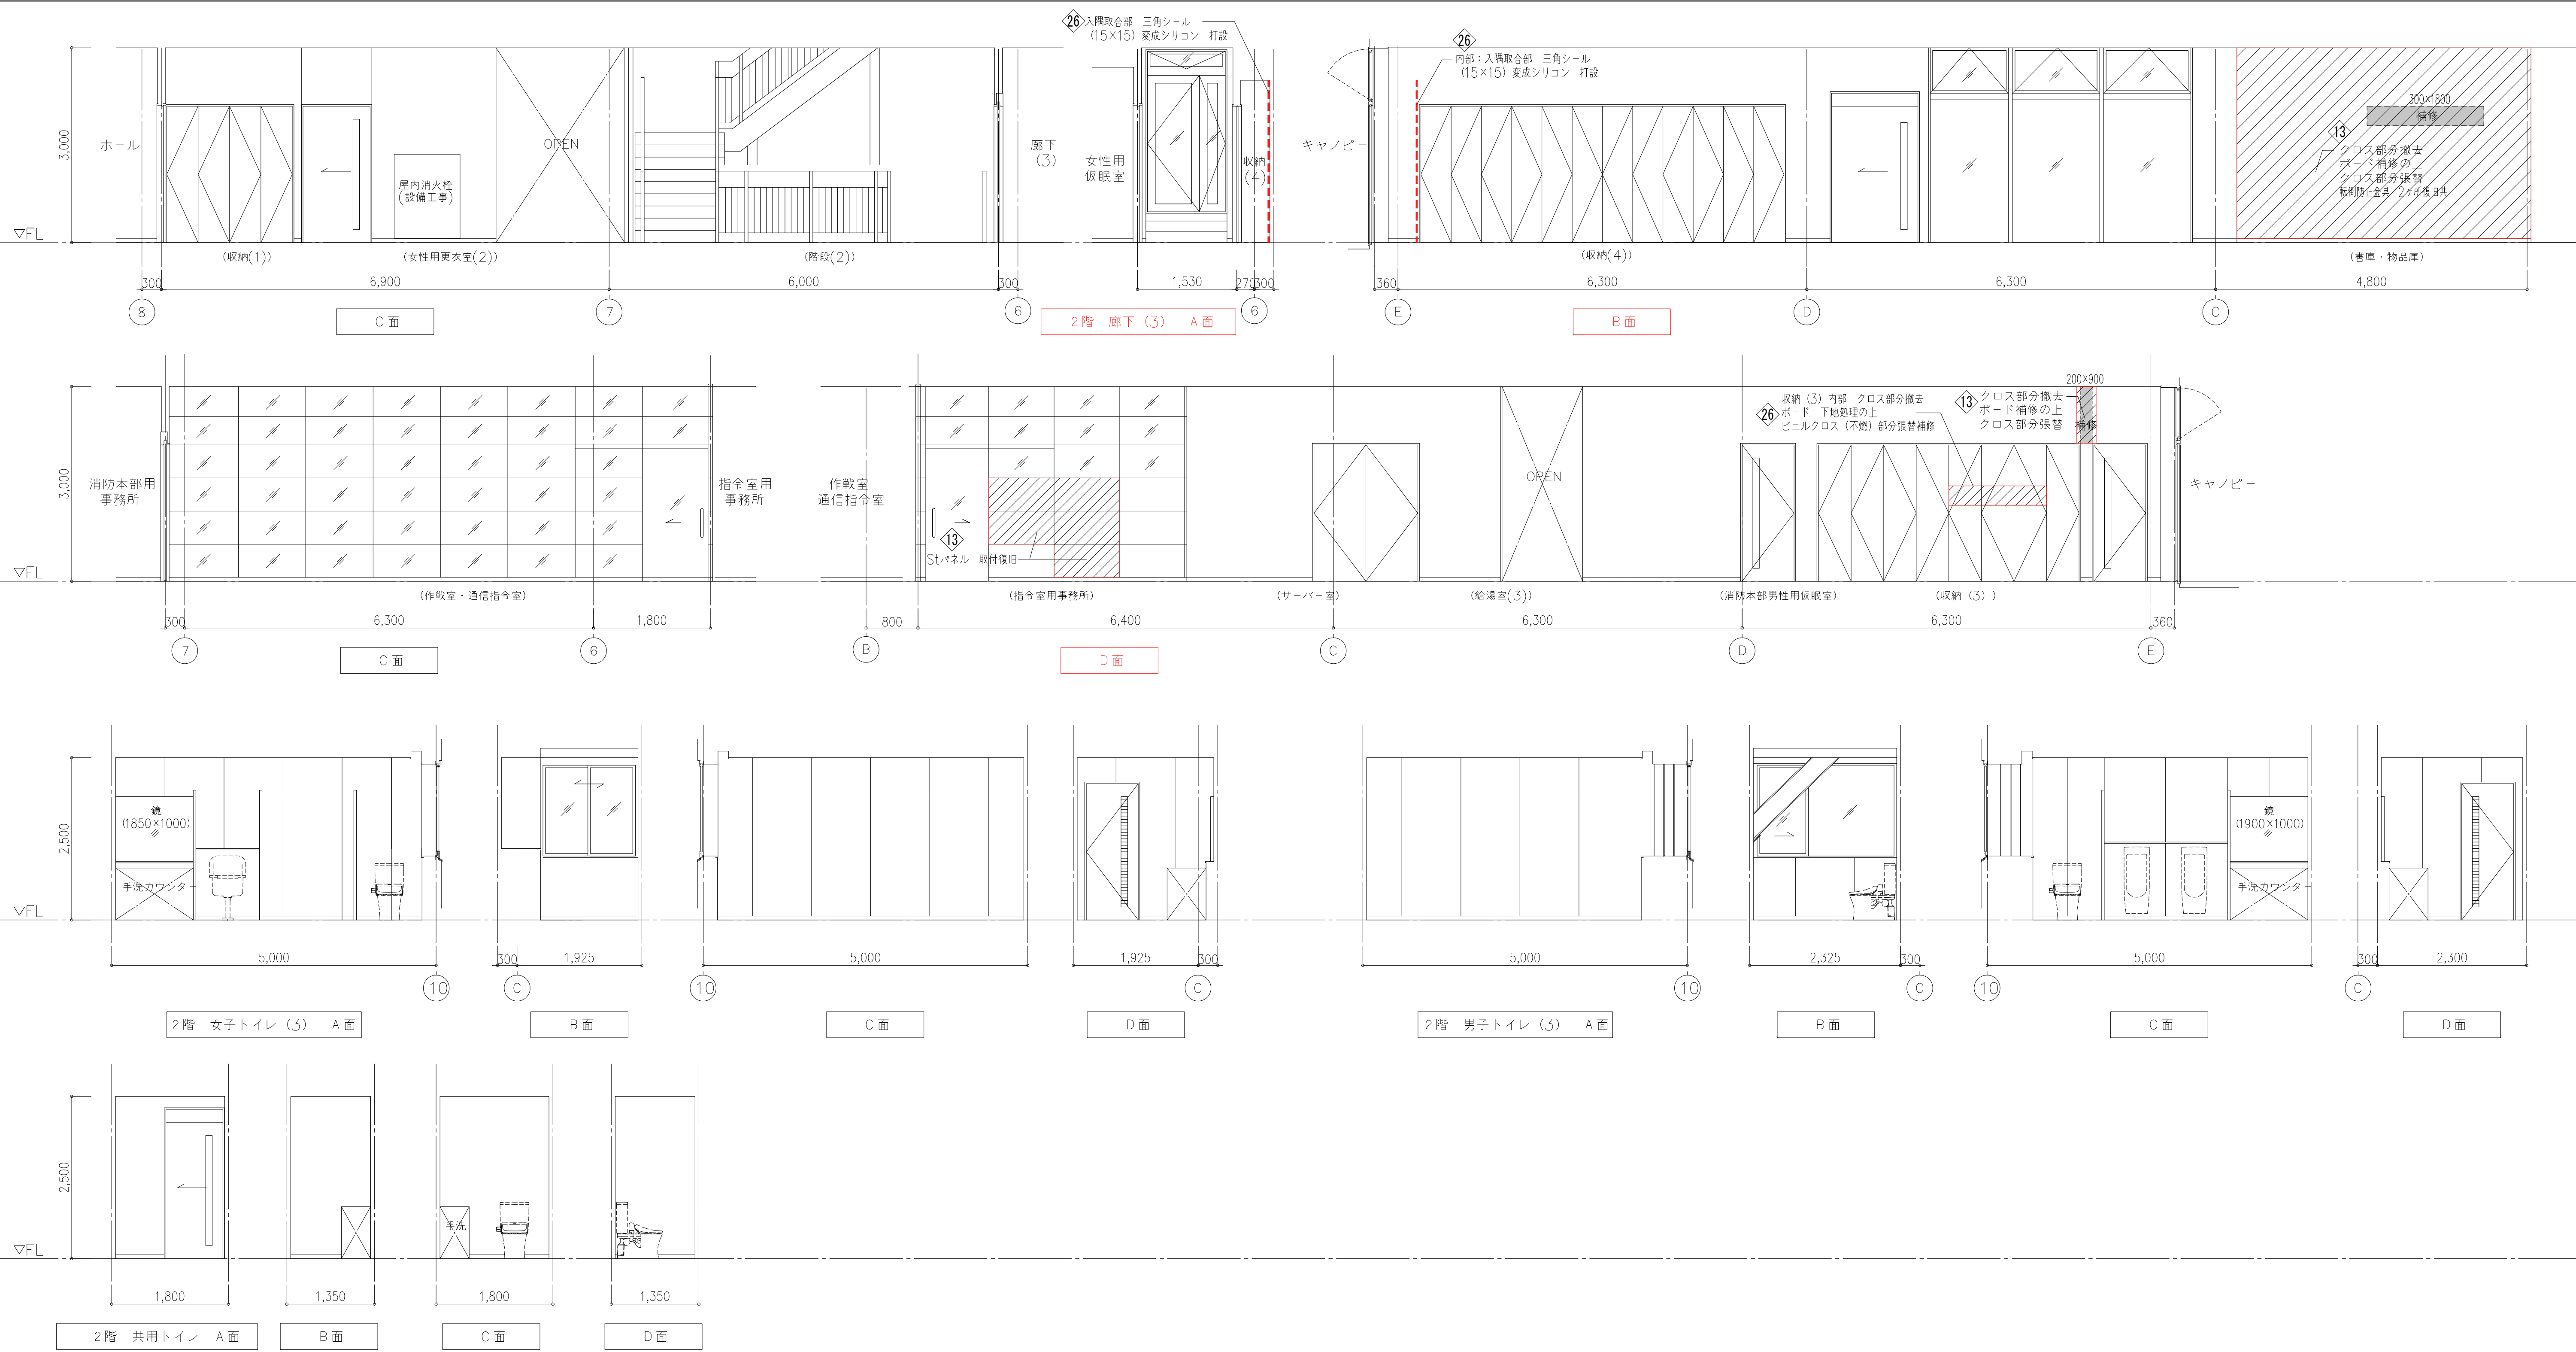 26 入隅取合部 三角シール
(15×15) 変成シリコン 打設
3,000
▽FL
ホール
屋内消火栓
(設備工事)
OPEN
廊下
(3)
(収納(1))
(女性用更衣室(2))
(階段(2))
300
6,900
6,000
300
8
7
6
C面
女性用
仮眠室
収納
(4)
1,530
270
300
6
2階 廊下 (3) A面
キャノピー
26
内部:入隅取合部 三角シール
(15×15) 変成シリコン 打設
300×1800
補修
13
クロス部分撤去
ボード補修の上
クロス部分張替
転倒防止金具 2ケ所復旧共
(収納(4))
(書庫・物品庫)
360
6,300
6,300
4,800
E
D
C
B面
3,000
▽FL
消防本部用
事務所
指令室用
事務所
(作戦室・通信指令室)
300
6,300
1,800
7
6
C面
作戦室
通信指令室
13
Stパネル 取付復旧
OPEN
収納 (3) 内部 クロス部分撤去
26 ボード 下地処理の上
ビニルクロス (不燃) 部分張替補修
200×900
13 クロス部分撤去
ボード補修の上
クロス部分張替
補修
キャノピー
(指令室用事務所)
(サーバー室)
(給湯室(3))
(消防本部男性用仮眠室)
(収納 (3))
800
6,400
6,300
6,300
360
B
C
D
E
D面
2,500
▽FL
鏡
(1850×1000)
手洗カウンター
5,000
10
2階 女子トイレ (3) A面
300
1,925
C
B面
5,000
10
C面
1,925
300
C
D面
5,000
10
2階 男子トイレ (3) A面
2,325
300
C
B面
鏡
(1900×1000)
手洗カウンター
5,000
10
C面
300
2,300
C
D面
2,500
▽FL
手洗
1,800
1,350
1,800
1,350
2階 共用トイレ A面
B面
C面
D面